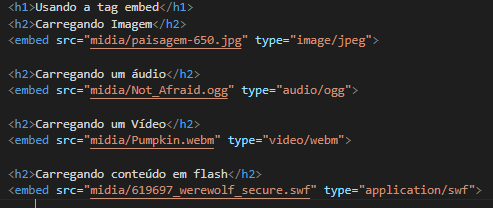 <h1>Usando a tag embed</h1>
<h2>Carregando Imagem</h2>
<embed src="midia/paisagem-650.jpg" type="image/jpeg">
<h2>Carregando um áudio</h2>
<embed src="midia/Not_Afraid.ogg" type="audio/ogg">
<h2>Carregando um Vídeo</h2>
<embed src="midia/Pumpkin.webm" type="video/webm">
<h2>Carregando conteúdo em flash</h2>
<embed src="midia/619697_werewolf_secure.swf" type="application/swf">